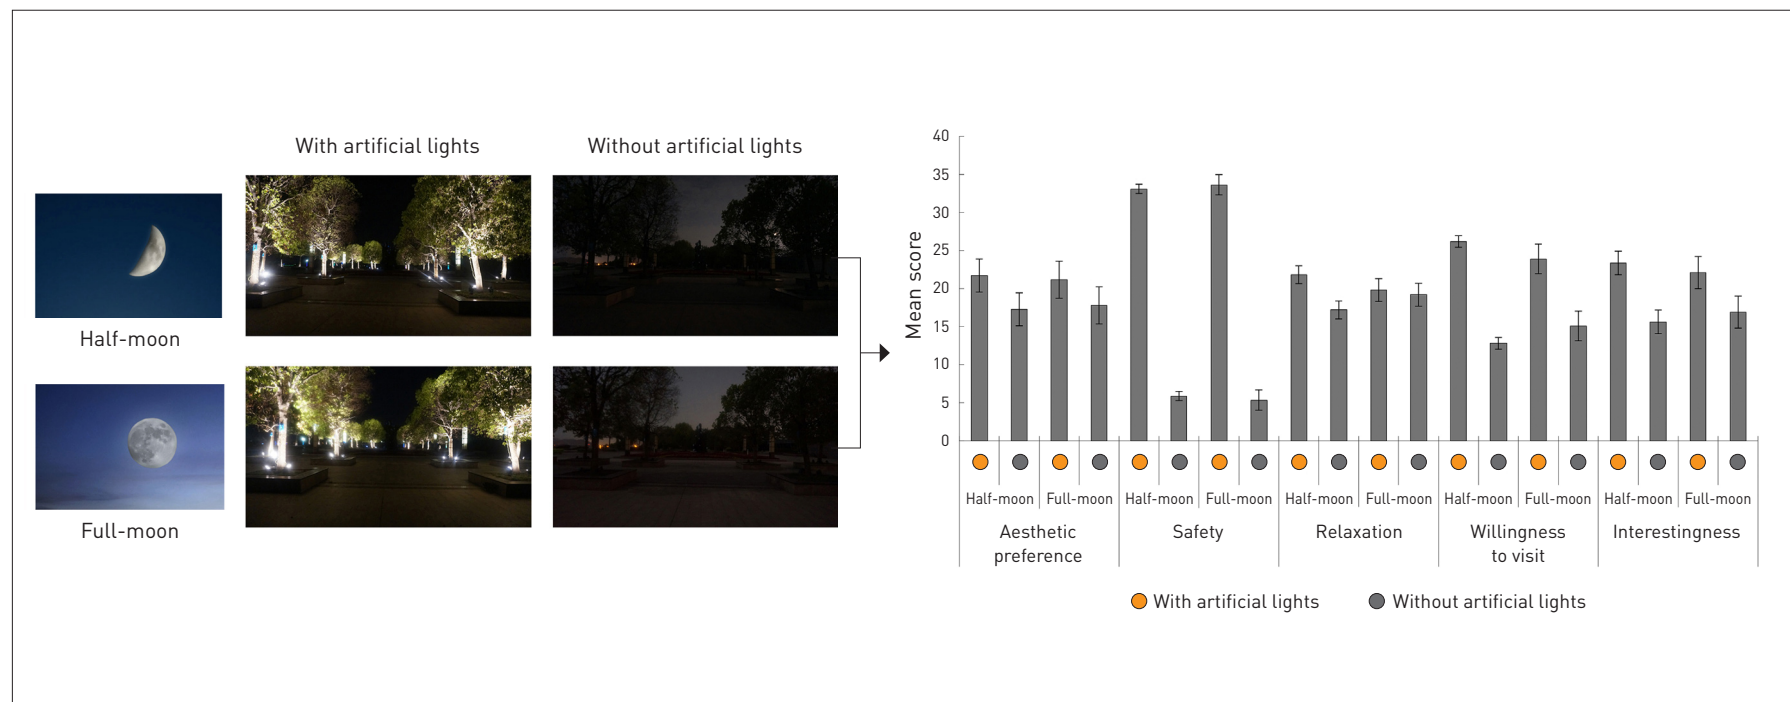 With artificial lights
Without artificial lights
Half-moon
Full-moon
Mean score
40
35
30
25
20
15
10
5
0
Half-moon
Full-moon
Half-moon
Full-moon
Half-moon
Full-moon
Half-moon
Full-moon
Half-moon
Full-moon
Aesthetic
preference
Safety
Relaxation
Willingness
to visit
Interestingness
With artificial lights
Without artificial lights